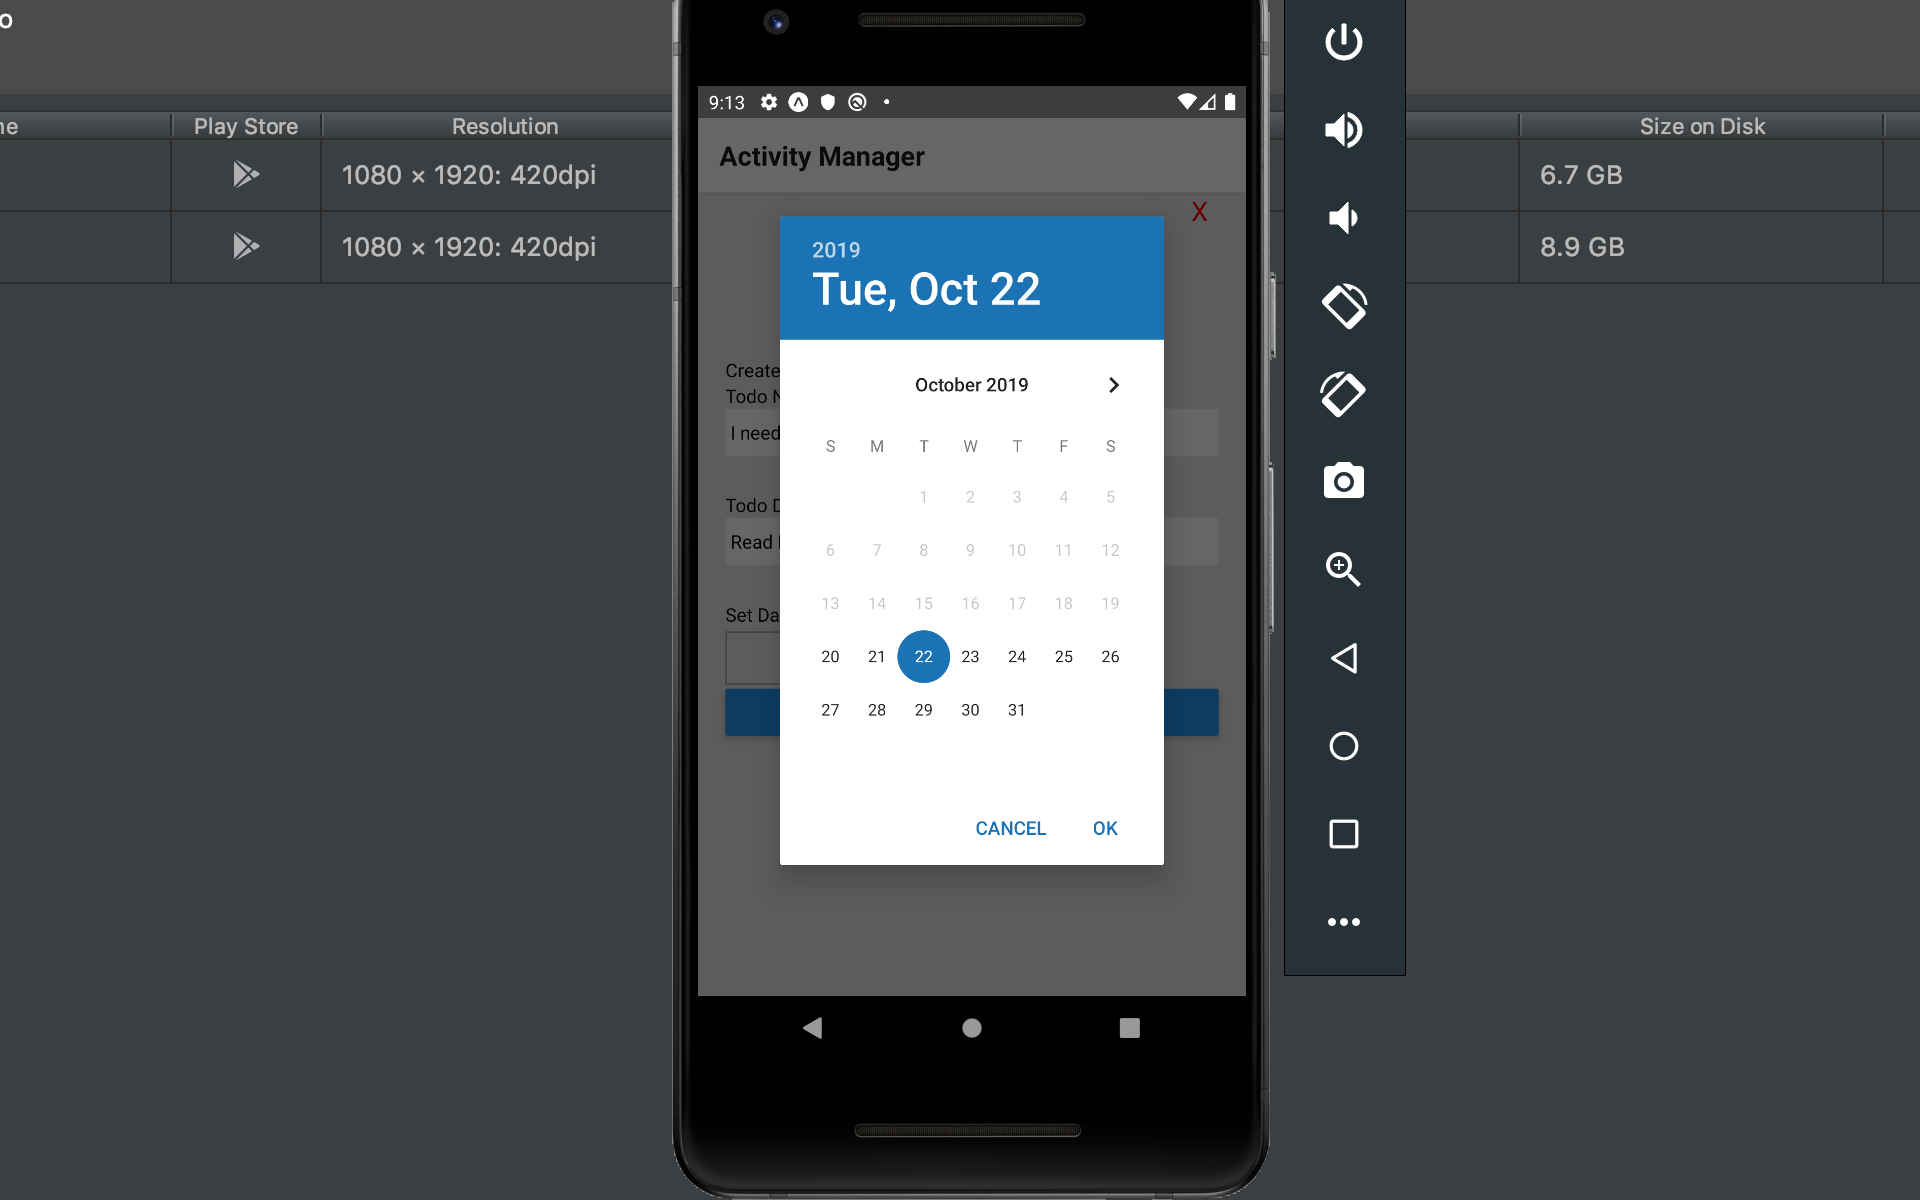 o
ne Play Store Resolution Size on Disk
1080 × 1920: 420dpi 6.7 GB
1080 × 1920: 420dpi 8.9 GB
9:13
Activity Manager
X
Create
Todo N
I need
Todo D
Read
Set Da
2019
Tue, Oct 22
October 2019
S M T W T F S
1 2 3 4 5
6 7 8 9 10 11 12
13 14 15 16 17 18 19
20 21 22 23 24 25 26
27 28 29 30 31
CANCEL OK